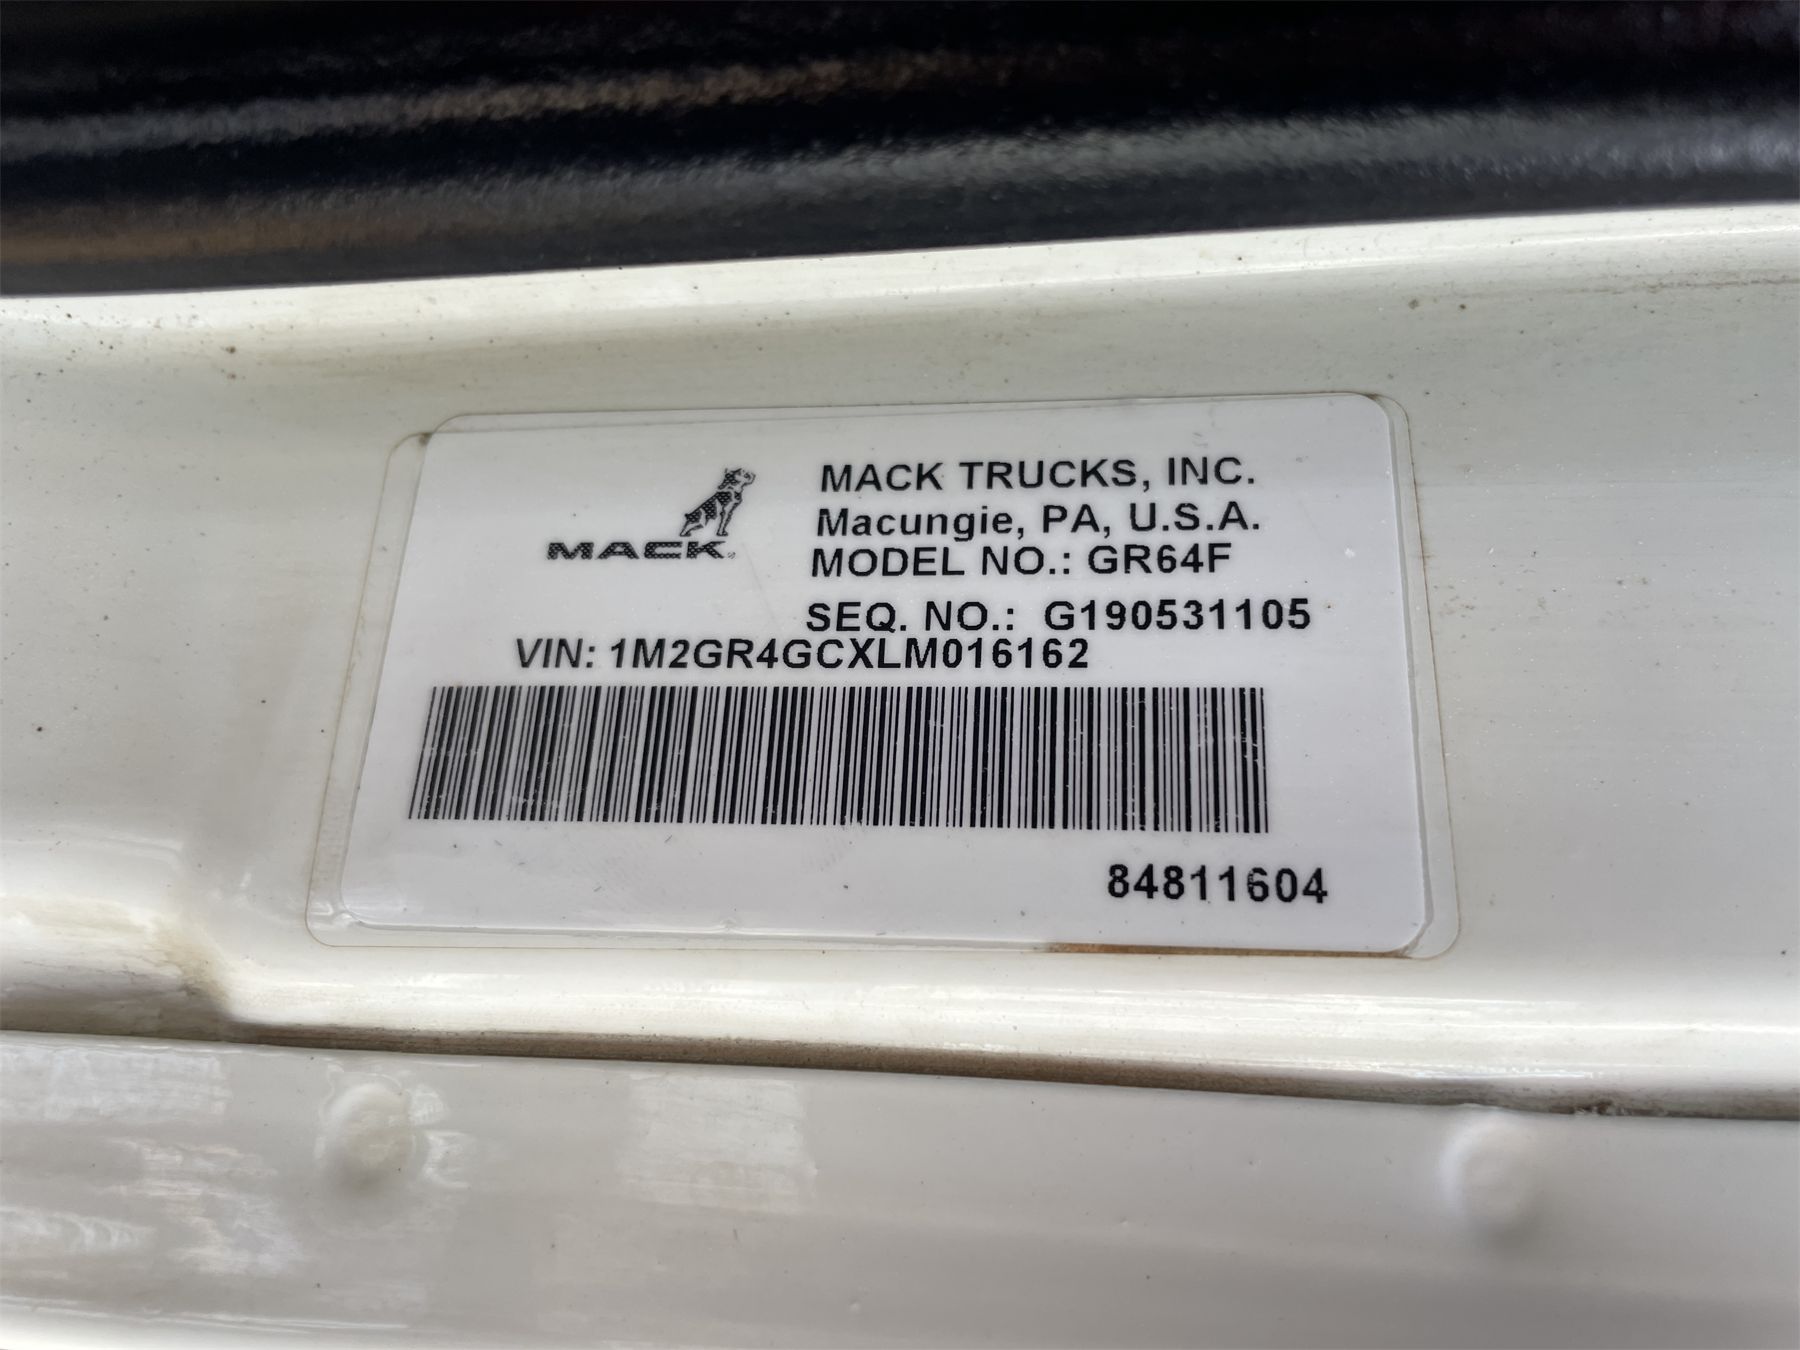 MACK
MACK TRUCKS, INC.
Macungie, PA, U.S.A.
MODEL NO.: GR64F
SEQ. NO.: G190531105
VIN: 1M2GR4GCXLM016162
84811604